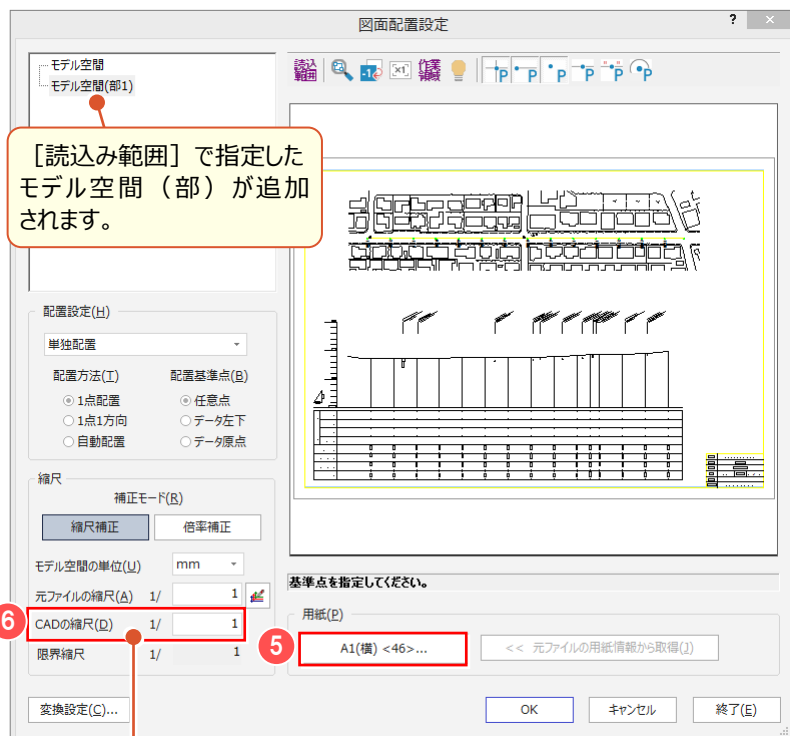 図面配置設定
? ×
モデル空間
モデル空間(部1)
読込範囲
-1
×1
作業領域
P P P P P P
［読込み範囲］で指定した
モデル空間（部）が追加
されます。
配置設定(H)
単独配置
配置方法(T) 配置基準点(B)
1点配置 任意点
1点1方向 データ左下
自動配置 データ原点
縮尺
補正モード(R)
縮尺補正 倍率補正
モデル空間の単位(U) mm
元ファイルの縮尺(A) 1/ 1
6 CADの縮尺(D) 1/ 1
限界縮尺 1/ 1
変換設定(C)...
基準点を指定してください。
用紙(P)
5 A1(横) <46>...
<< 元ファイルの用紙情報から取得(J)
OK キャンセル 終了(E)